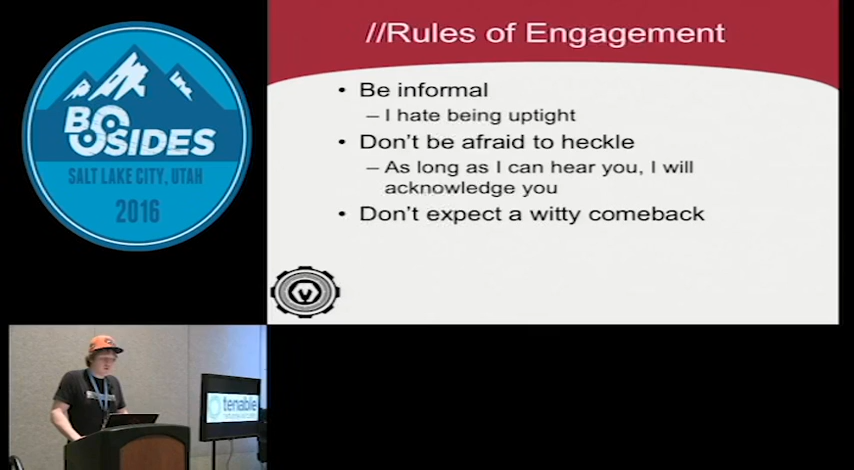 //Rules of Engagement
• Be informal
– I hate being uptight
• Don't be afraid to heckle
– As long as I can hear you, I will
acknowledge you
• Don't expect a witty comeback
BSIDES
SALT LAKE CITY, UTAH
2016
tenable